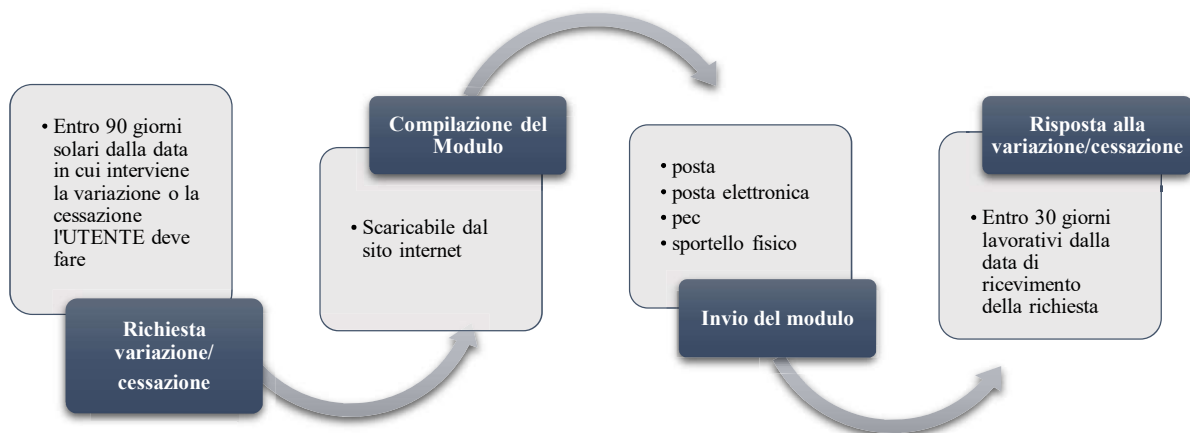 • Entro 90 giorni
solari dalla data
in cui interviene
la variazione o la
cessazione
l'UTENTE deve
fare
Richiesta
variazione/
cessazione
Compilazione del
Modulo
• Scaricabile dal
sito internet
• posta
• posta elettronica
• pec
• sportello fisico
Invio del modulo
Risposta alla
variazione/cessazione
• Entro 30 giorni
lavorativi dalla
data di
ricevimento
della richiesta